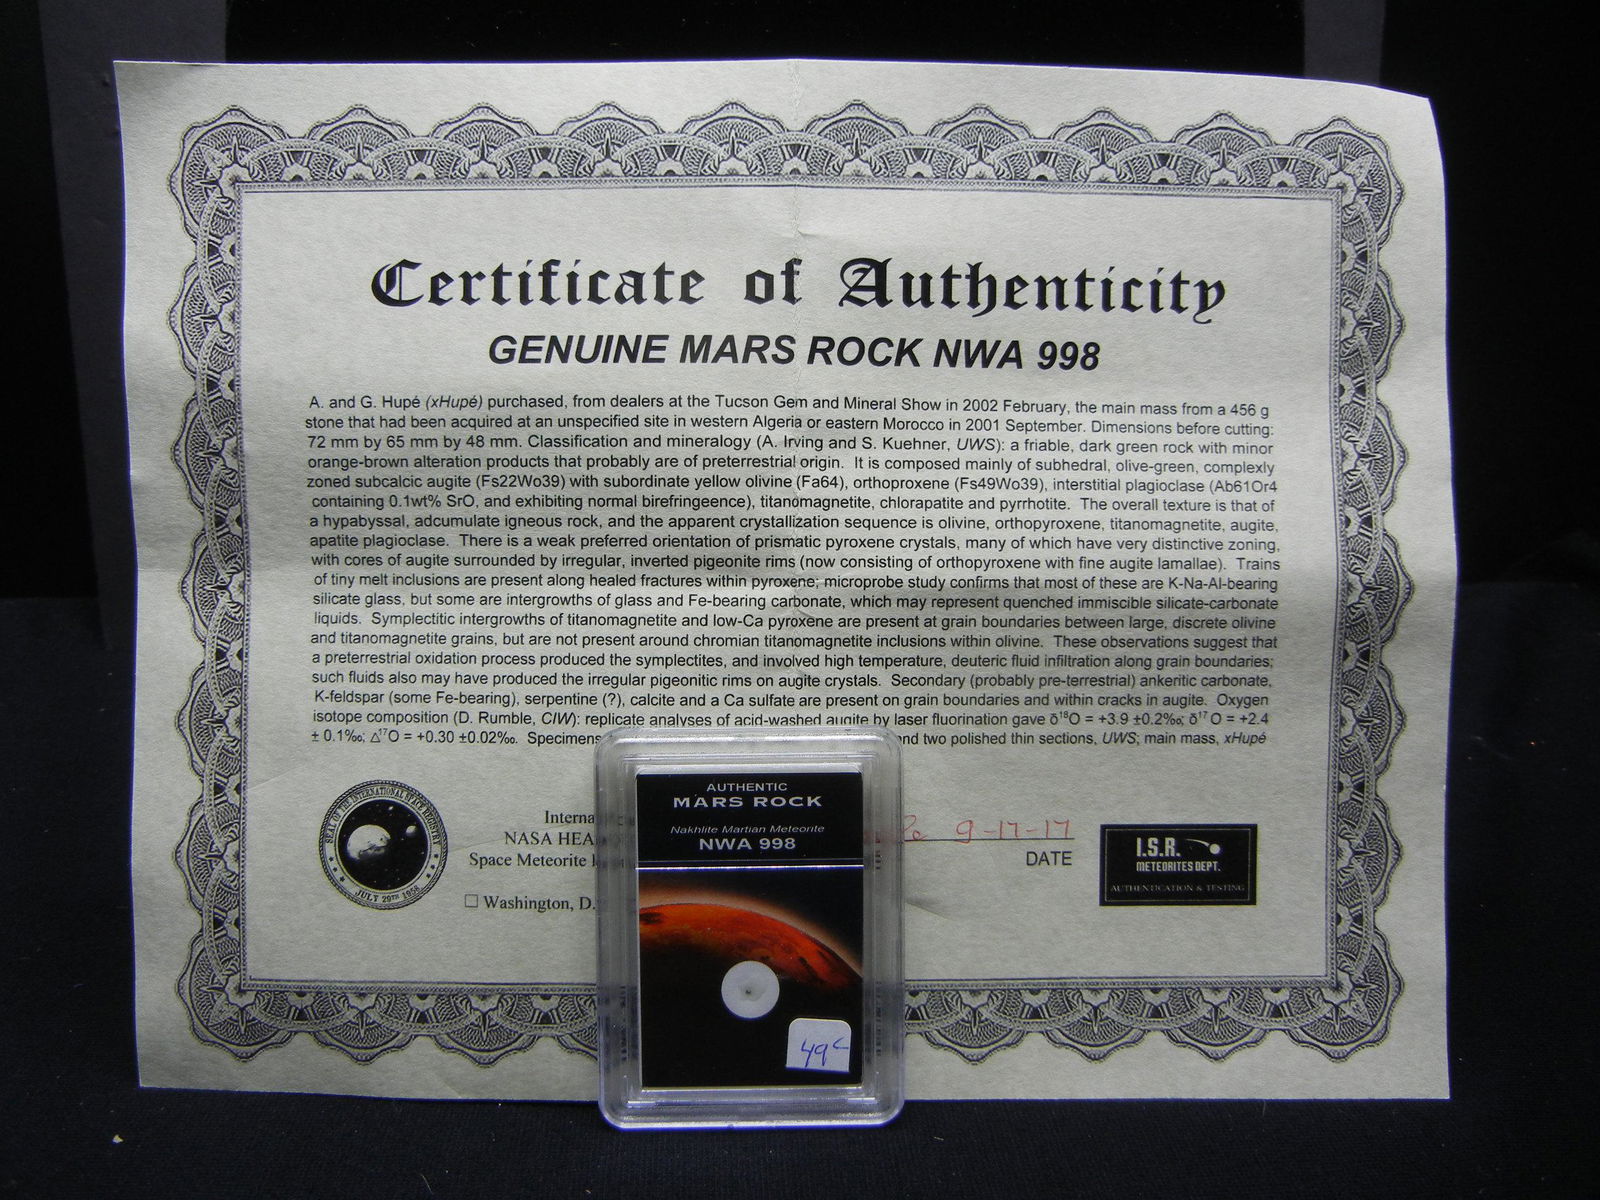 Certificate of Authenticity
GENUINE MARS ROCK NWA 998
A. and G. Hupé (xHupé) purchased, from dealers at the Tucson Gem and Mineral Show in 2002 February, the main mass from a 456 g
stone that had been acquired at an unspecified site in western Algeria or eastern Morocco in 2001 September. Dimensions before cutting:
72 mm by 65 mm by 48 mm. Classification and mineralogy (A. Irving and S. Kuehner, UWS): a friable, dark green rock with minor
orange-brown alteration products that probably are of preterrestrial origin. It is composed mainly of subhedral, olive-green, complexly
zoned subcalcic augite (Fs22Wo39) with subordinate yellow olivine (Fa64), orthoproxene (Fs49Wo39), interstitial plagioclase (Ab61Or4
containing 0.1wt% SrO, and exhibiting normal birefringeence), titanomagnetite, chlorapatite and pyrrhotite. The overall texture is that of
a hypabyssal, adcumulate igneous rock, and the apparent crystallization sequence is olivine, orthopyroxene, titanomagnetite, augite,
apatite plagioclase. There is a weak preferred orientation of prismatic pyroxene crystals, many of which have very distinctive zoning,
with cores of augite surrounded by irregular, inverted pigeonite rims (now consisting of orthopyroxene with fine augite lamallae). Trains
of tiny melt inclusions are present along healed fractures within pyroxene; microprobe study confirms that most of these are K-Na-Al-bearing
silicate glass, but some are intergrowths of glass and Fe-bearing carbonate, which may represent quenched immiscible silicate-carbonate
liquids. Symplectitic intergrowths of titanomagnetite and low-Ca pyroxene are present at grain boundaries between large, discrete olivine
and titanomagnetite grains, but are not present around chromian titanomagnetite inclusions within olivine. These observations suggest that
a preterrestrial oxidation process produced the symplectites, and involved high temperature, deuteric fluid infiltration along grain boundaries;
such fluids also may have produced the irregular pigeonitic rims on augite crystals. Secondary (probably pre-terrestrial) ankeritic carbonate,
K-feldspar (some Fe-bearing), serpentine (?), calcite and a Ca sulfate are present on grain boundaries and within cracks in augite. Oxygen
isotope composition (D. Rumble, CIW): replicate analyses of acid-washed augite by laser fluorination gave δ¹⁸O = +3.9 ±0.2‰; δ¹⁷ O = +2.4
± 0.1‰; Δ¹⁷O = +0.30 ±0.02‰. Specimens and two polished thin sections, UWS; main mass, xHupé
SEAL OF THE INTERNATIONAL SPACE REGISTRY
JULY 29TH 1958
Interna
NASA HEA
Space Meteorite
Washington, D.
9-17-17
DATE
I.S.R.
METEORITES DEPT.
AUTHENTICATION & TESTING
AUTHENTIC
MARS ROCK
Nakhlite Martian Meteorite
NWA 998
49c